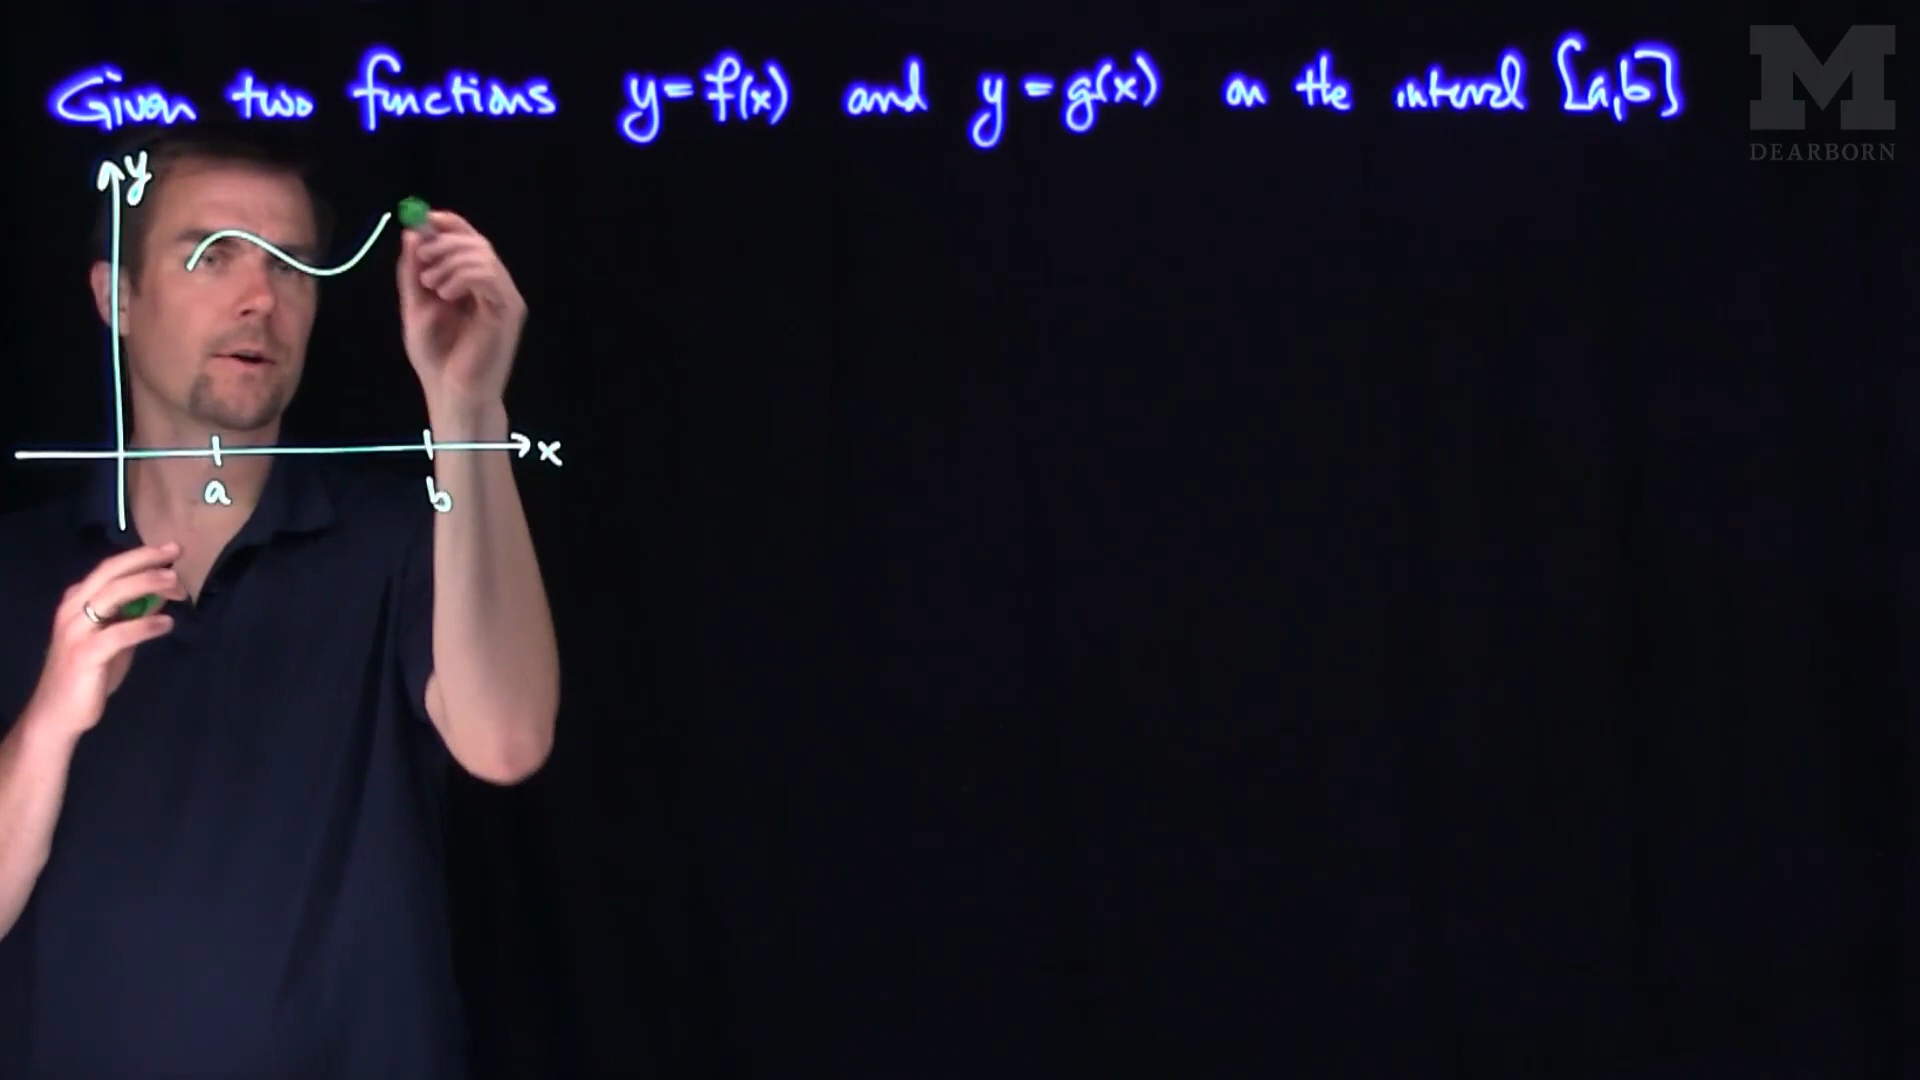 Given two functions y=f(x) and y=g(x) on the interval [a,b]
M
DEARBORN
y
x
a
b